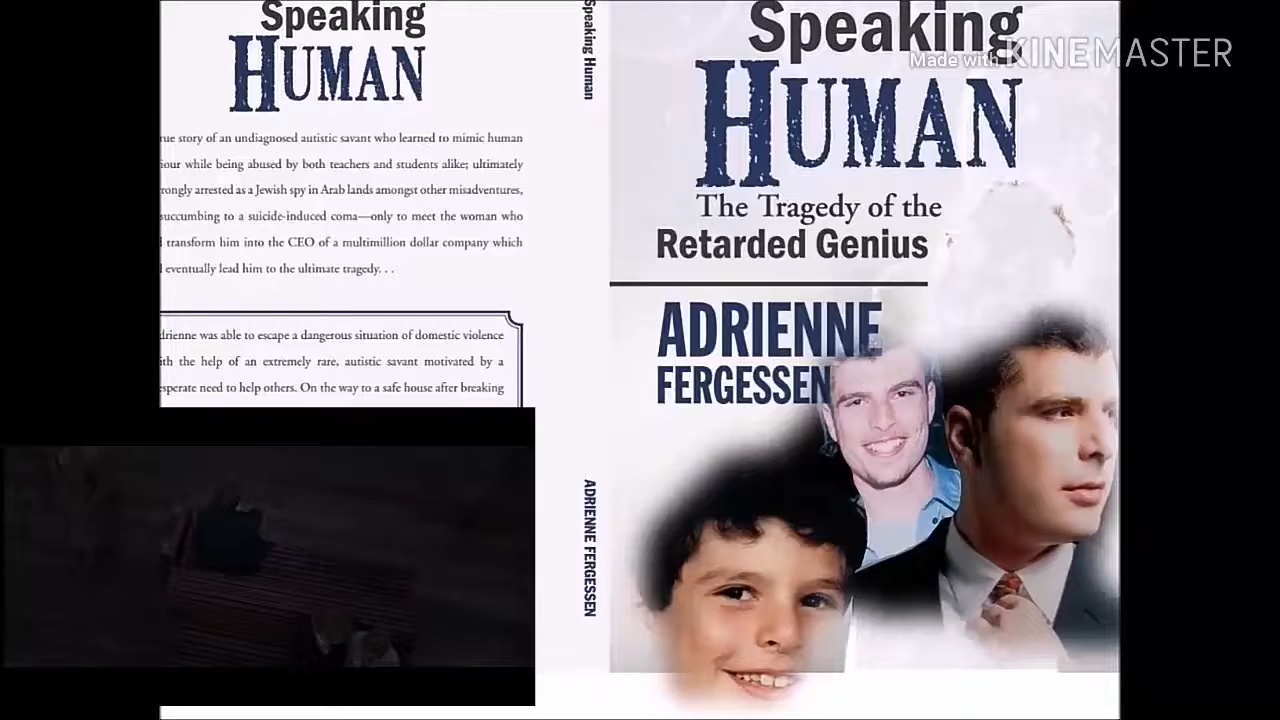 Speaking
HUMAN
rue story of an undiagnosed autistic savant who learned to mimic human
iour while being abused by both teachers and students alike; ultimately
rongly arrested as a Jewish spy in Arab lands amongst other misadventures,
succumbing to a suicide-induced coma—only to meet the woman who
transform him into the CEO of a multimillion dollar company which
eventually lead him to the ultimate tragedy. . .
drienne was able to escape a dangerous situation of domestic violence
ith the help of an extremely rare, autistic savant motivated by a
esperate need to help others. On the way to a safe house after breaking
Speaking Human
ADRIENNE FERGESSEN
Speaking
Made with KINEMASTER
HUMAN
The Tragedy of the
Retarded Genius
ADRIENNE
FERGESSEN